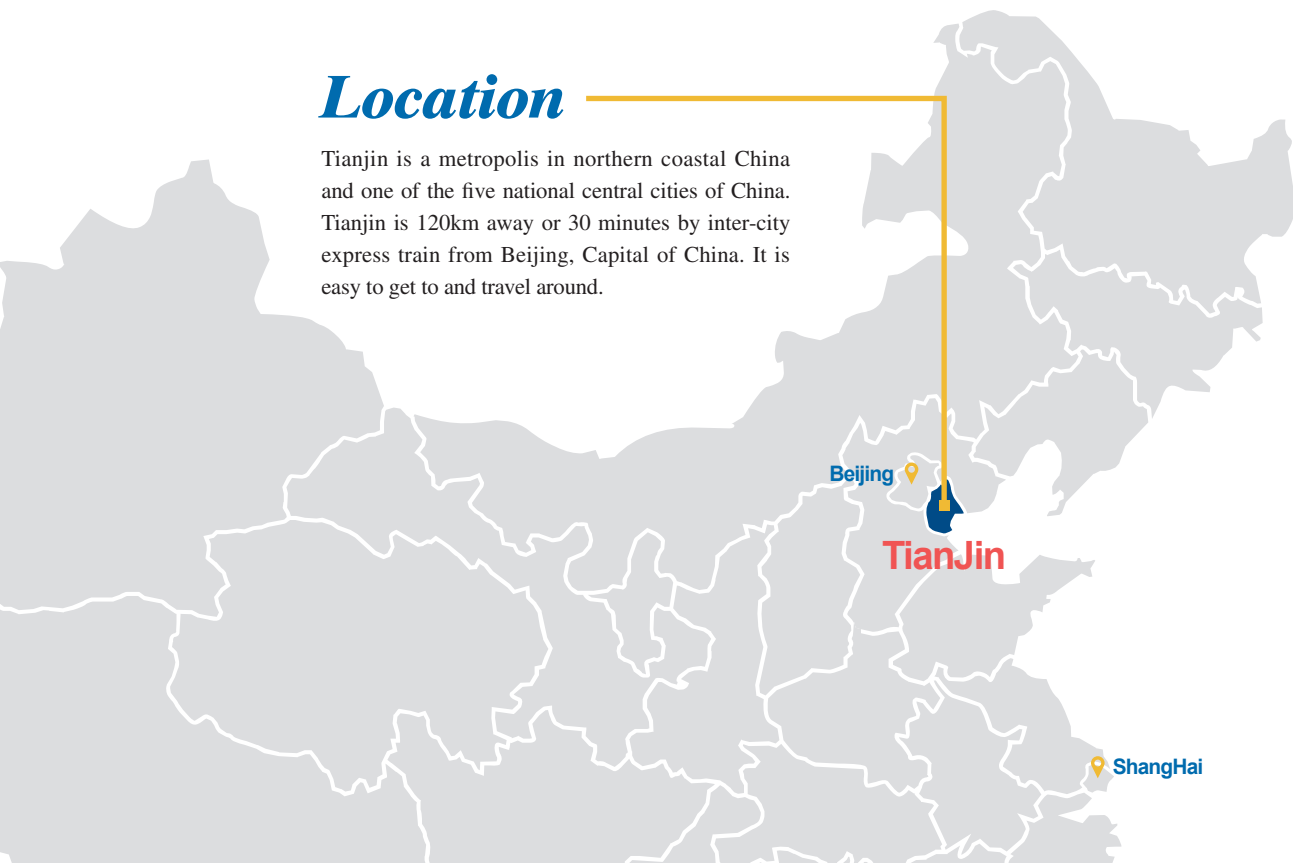 Location
Tianjin is a metropolis in northern coastal China
and one of the five national central cities of China.
Tianjin is 120km away or 30 minutes by inter-city
express train from Beijing, Capital of China. It is
easy to get to and travel around.
Beijing
TianJin
ShangHai